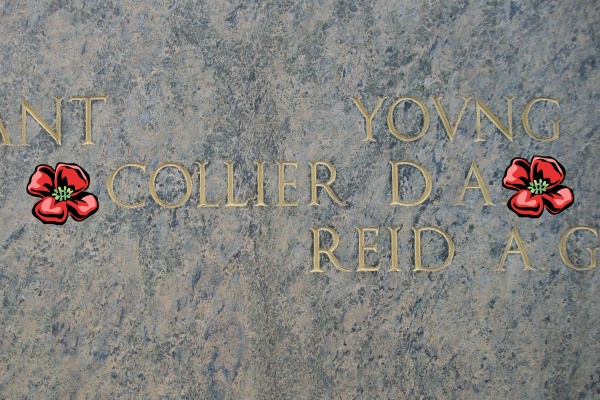 ANT YOVNG
COLLIER D A
REID A. G